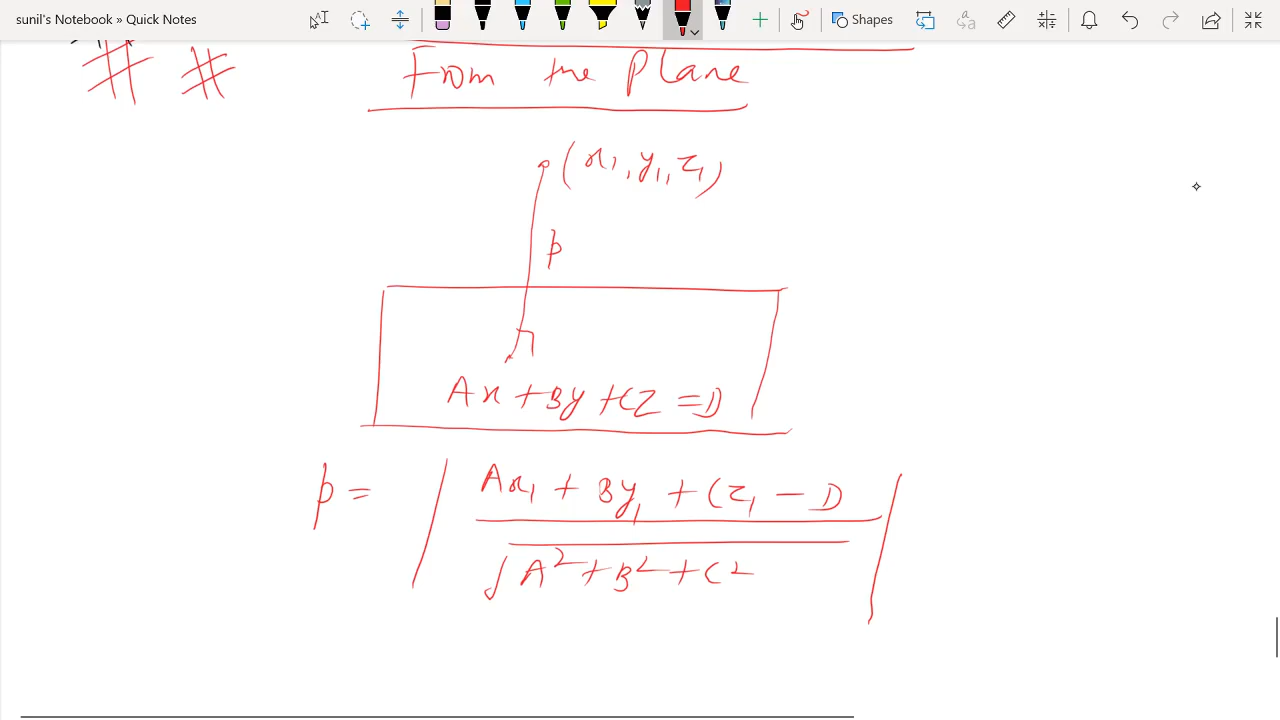 sunil's Notebook » Quick Notes
Shapes
# #
From the Plane
(x1, y1, z1)
p
Ax + By + Cz = D
p = | Ax₁ + By₁ + Cz₁ − D
√A² + B² + C² |